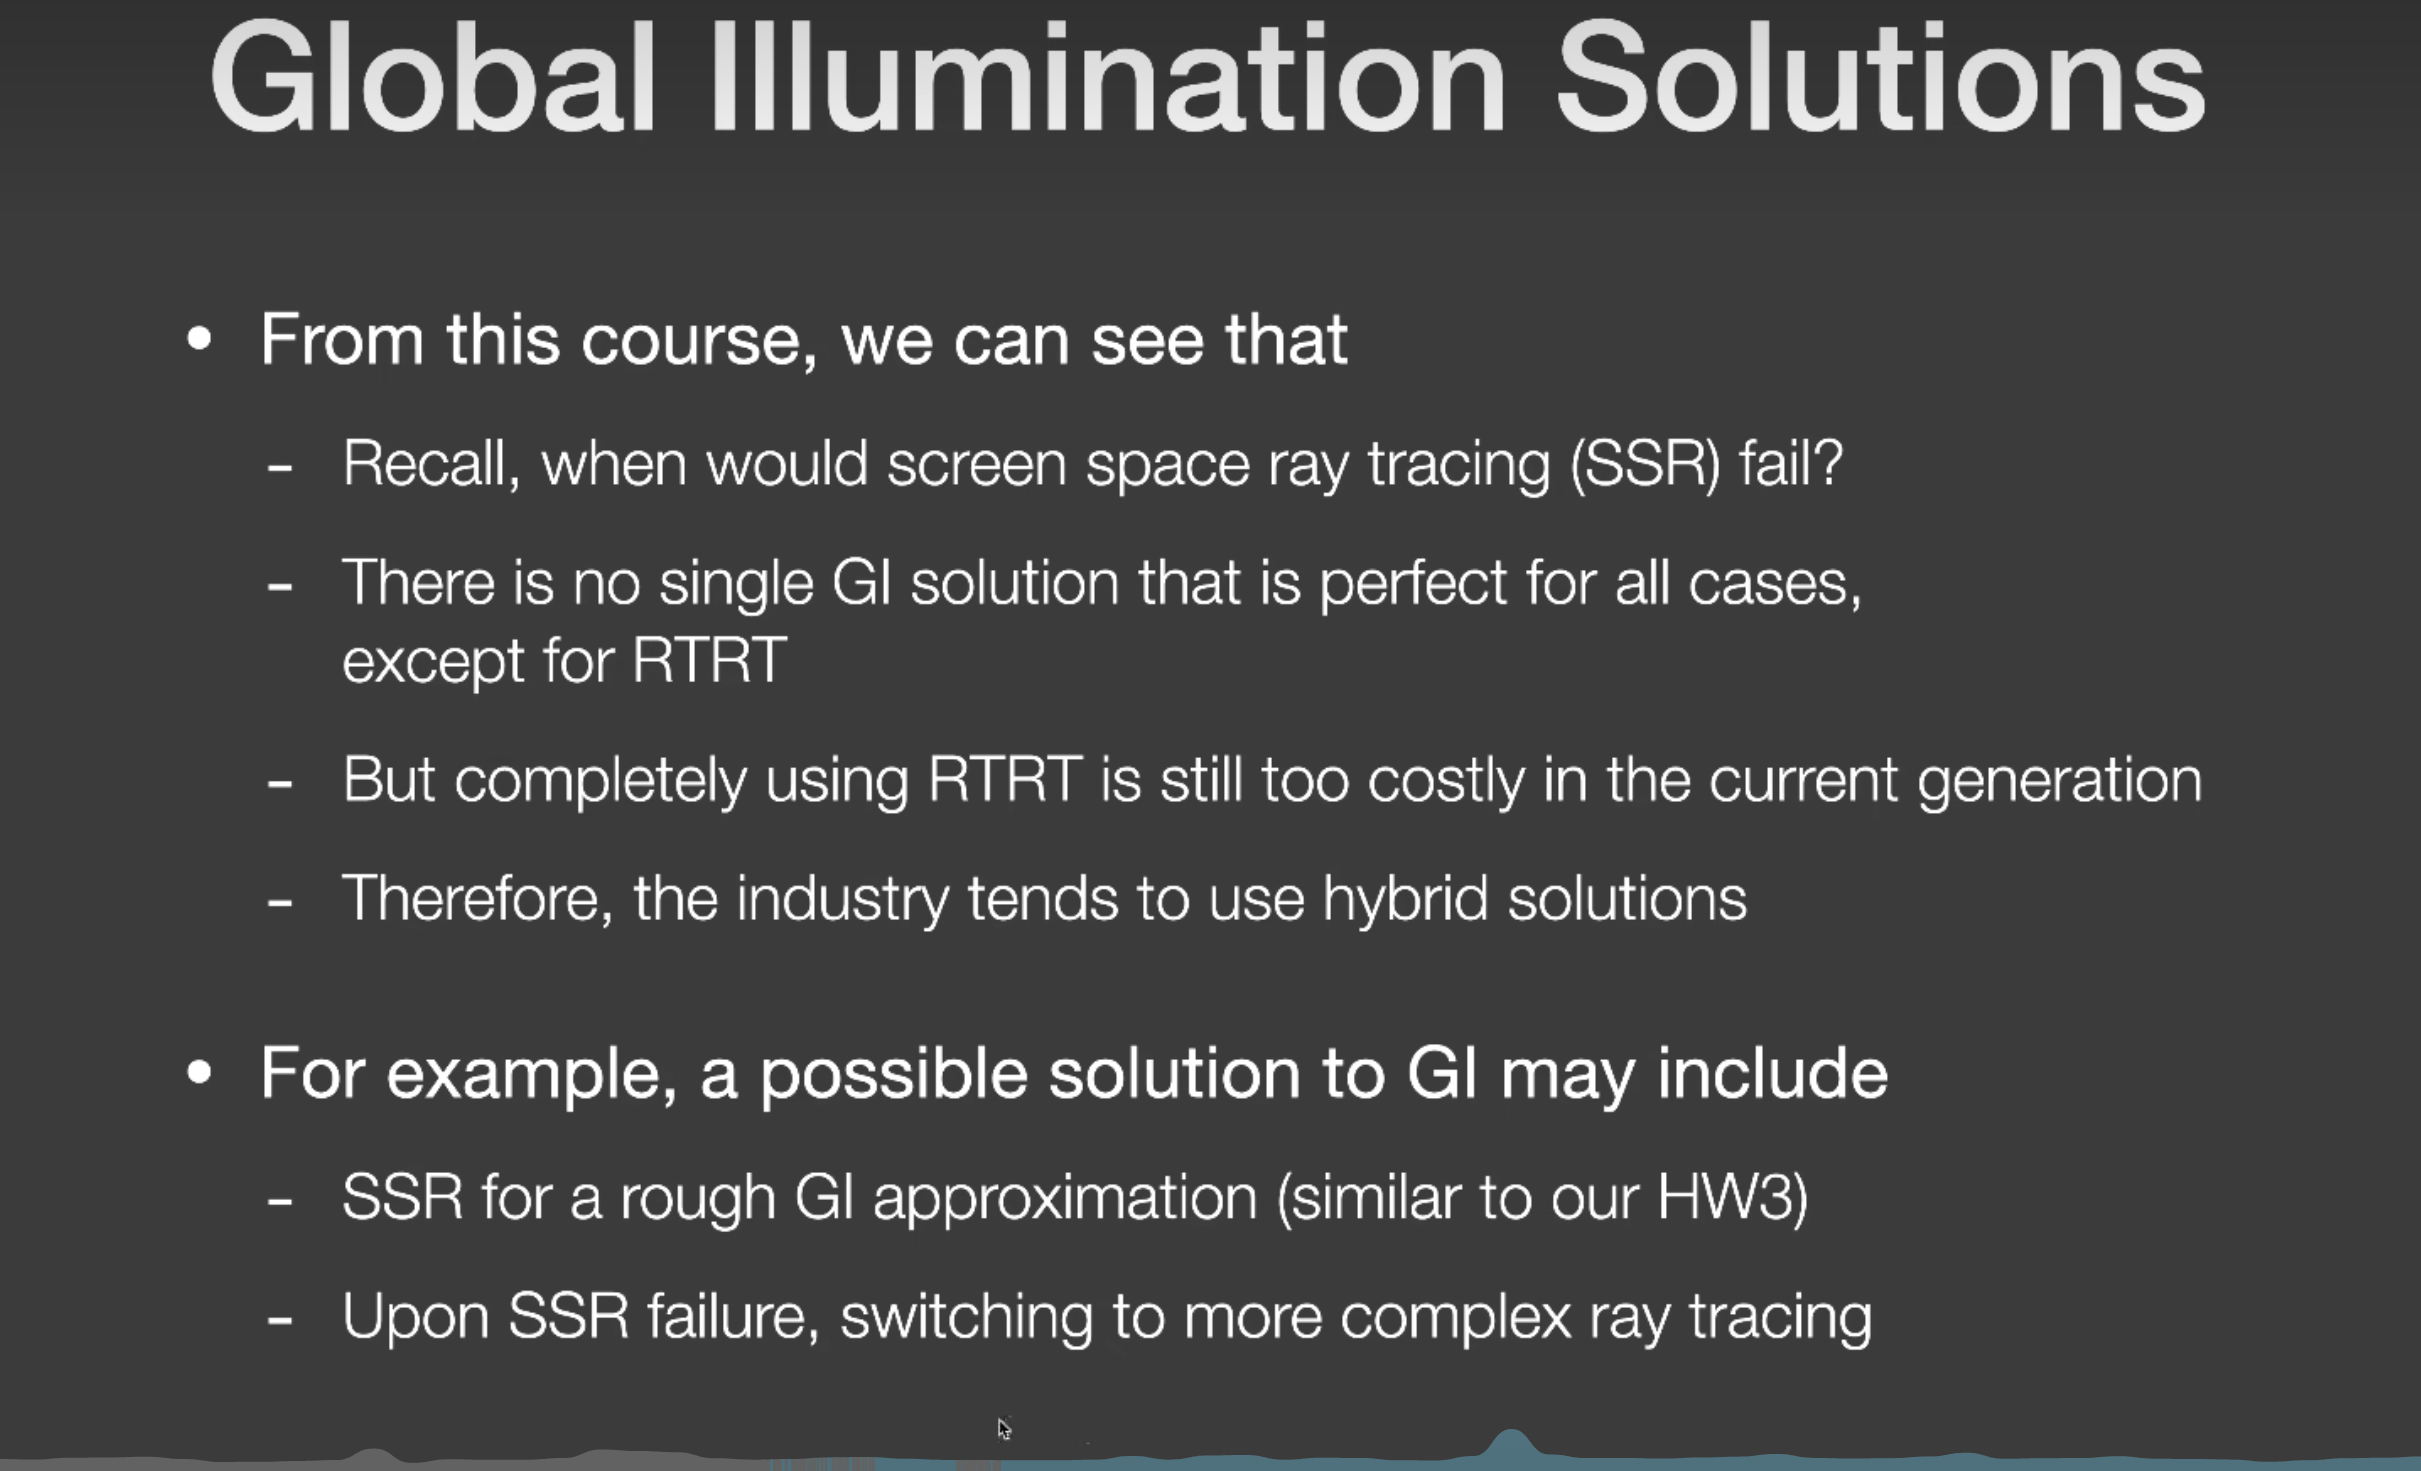 Global Illumination Solutions
• From this course, we can see that
- Recall, when would screen space ray tracing (SSR) fail?
- There is no single GI solution that is perfect for all cases,
except for RTRT
- But completely using RTRT is still too costly in the current generation
- Therefore, the industry tends to use hybrid solutions
• For example, a possible solution to GI may include
- SSR for a rough GI approximation (similar to our HW3)
- Upon SSR failure, switching to more complex ray tracing